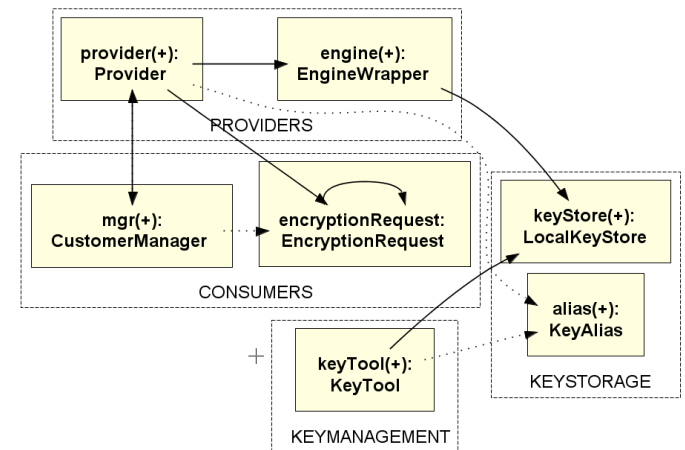 provider(+):
Provider
engine(+):
EngineWrapper
PROVIDERS
mgr(+):
CustomerManager
encryptionRequest:
EncryptionRequest
CONSUMERS
keyStore(+):
LocalKeyStore
alias(+):
KeyAlias
KEYSTORAGE
keyTool(+):
KeyTool
KEYMANAGEMENT